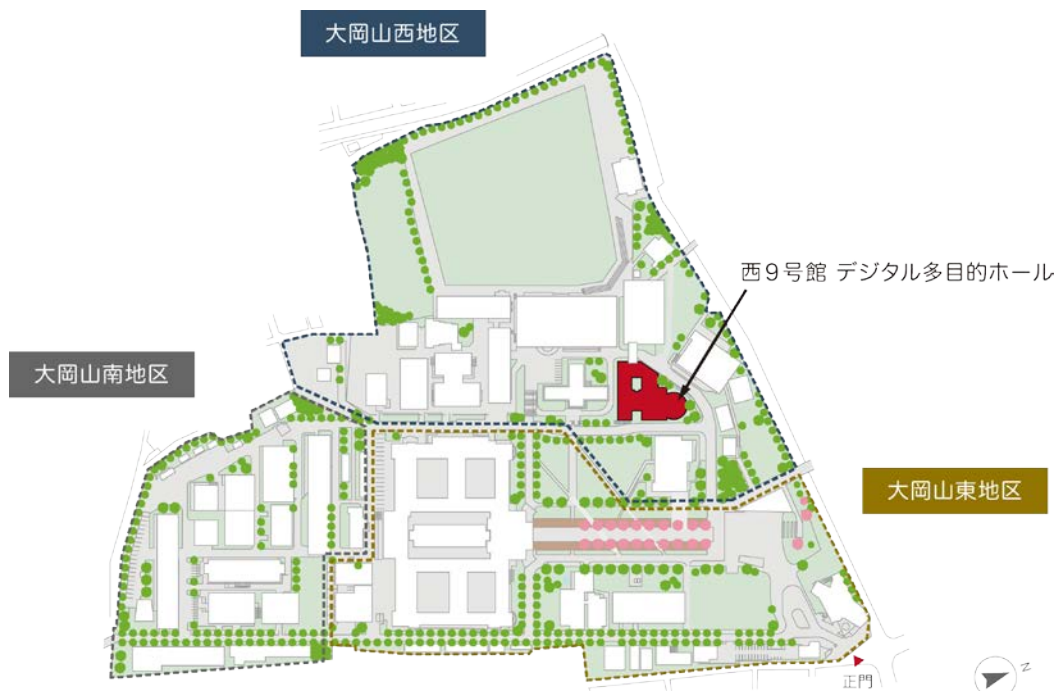 大岡山西地区
西9号館 デジタル多目的ホール
大岡山南地区
大岡山東地区
正門
N